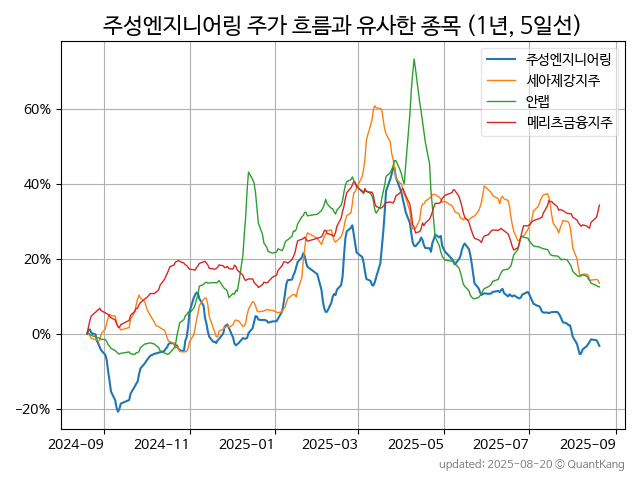 주성엔지니어링 주가 흐름과 유사한 종목 (1년, 5일선)
주성엔지니어링
세아제강지주
안랩
메리츠금융지주
60%
40%
20%
0%
−20%
2024-09
2024-11
2025-01
2025-03
2025-05
2025-07
2025-09
updated: 2025-08-20 © QuantKang